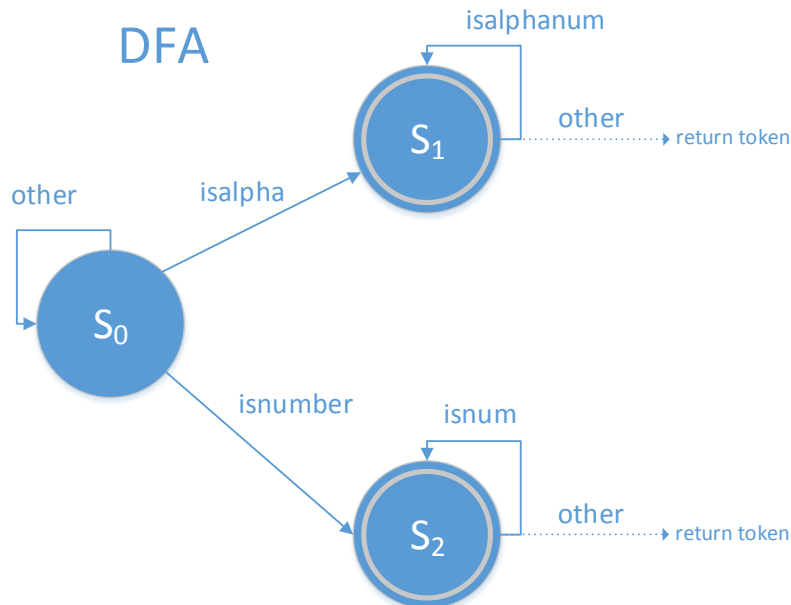 DFA
isalphanum
S₁
other
return token
isalpha
other
S₀
isnumber
isnum
S₂
other
return token